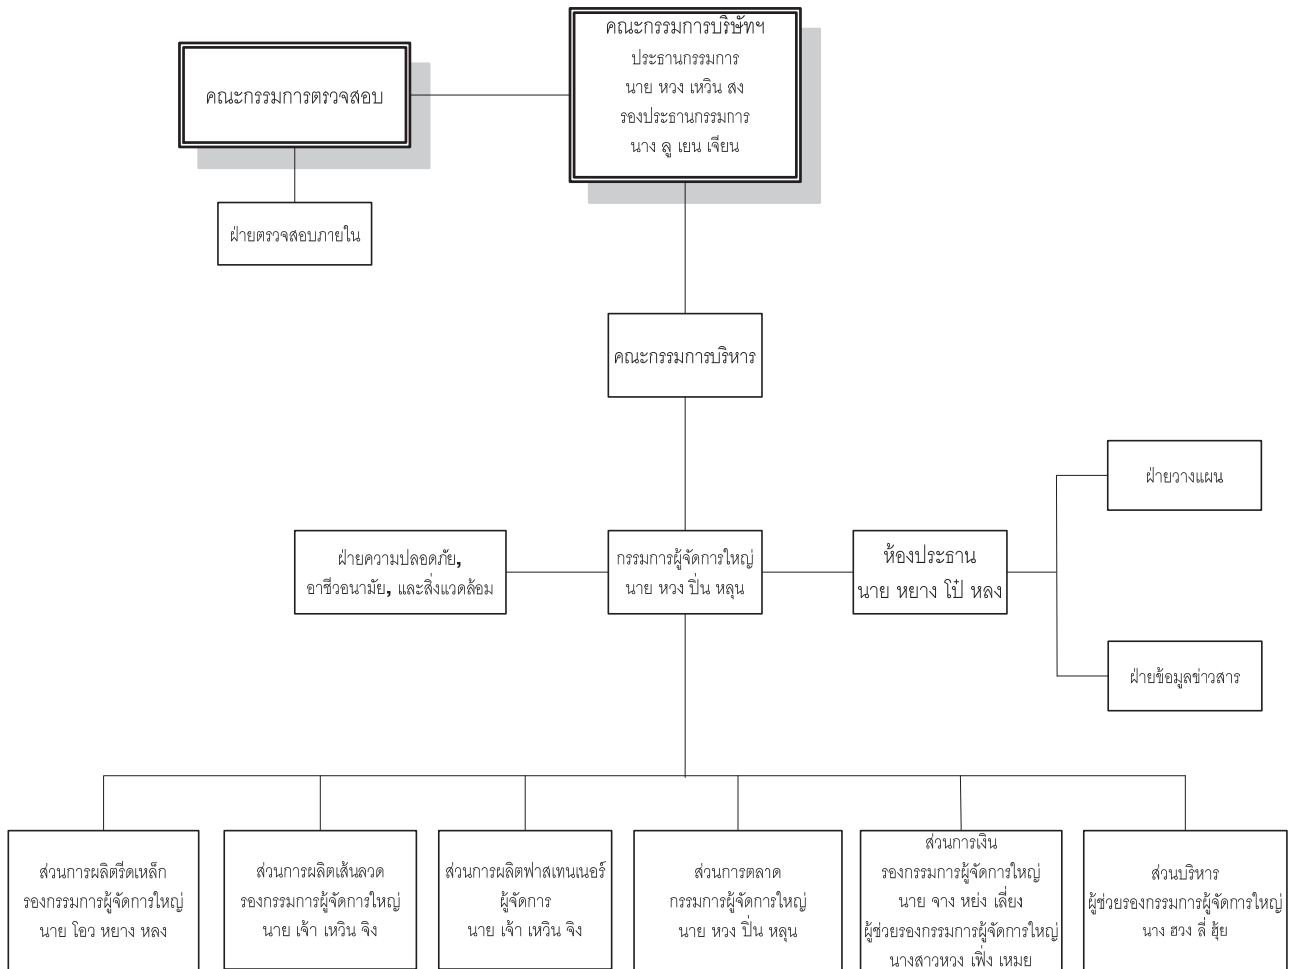 คณะกรรมการบริษัทฯ
ประธานกรรมการ
นาย หวง เหวิน สง
รองประธานกรรมการ
นาง ลู เยน เจียน
คณะกรรมการตรวจสอบ
ฝ่ายตรวจสอบภายใน
คณะกรรมการบริหาร
ฝ่ายวางแผน
ฝ่ายความปลอดภัย,
อาชีวอนามัย, และสิ่งแวดล้อม
กรรมการผู้จัดการใหญ่
นาย หวง ปิ่น หลุน
ห้องประธาน
นาย หยาง โป๋ หลง
ฝ่ายข้อมูลข่าวสาร
ส่วนการผลิตรีดเหล็ก
รองกรรมการผู้จัดการใหญ่
นาย โอว หยาง หลง
ส่วนการผลิตเส้นลวด
รองกรรมการผู้จัดการใหญ่
นาย เจ้า เหวิน จิง
ส่วนการผลิตฟาสเทนเนอร์
ผู้จัดการ
นาย เจ้า เหวิน จิง
ส่วนการตลาด
กรรมการผู้จัดการใหญ่
นาย หวง ปิ่น หลุน
ส่วนการเงิน
รองกรรมการผู้จัดการใหญ่
นาย จาง หย่ง เลี่ยง
ผู้ช่วยรองกรรมการผู้จัดการใหญ่
นางสาวหวง เฟิ่ง เหมย
ส่วนบริหาร
ผู้ช่วยรองกรรมการผู้จัดการใหญ่
นาง ฮวง ลี่ ฮุ้ย